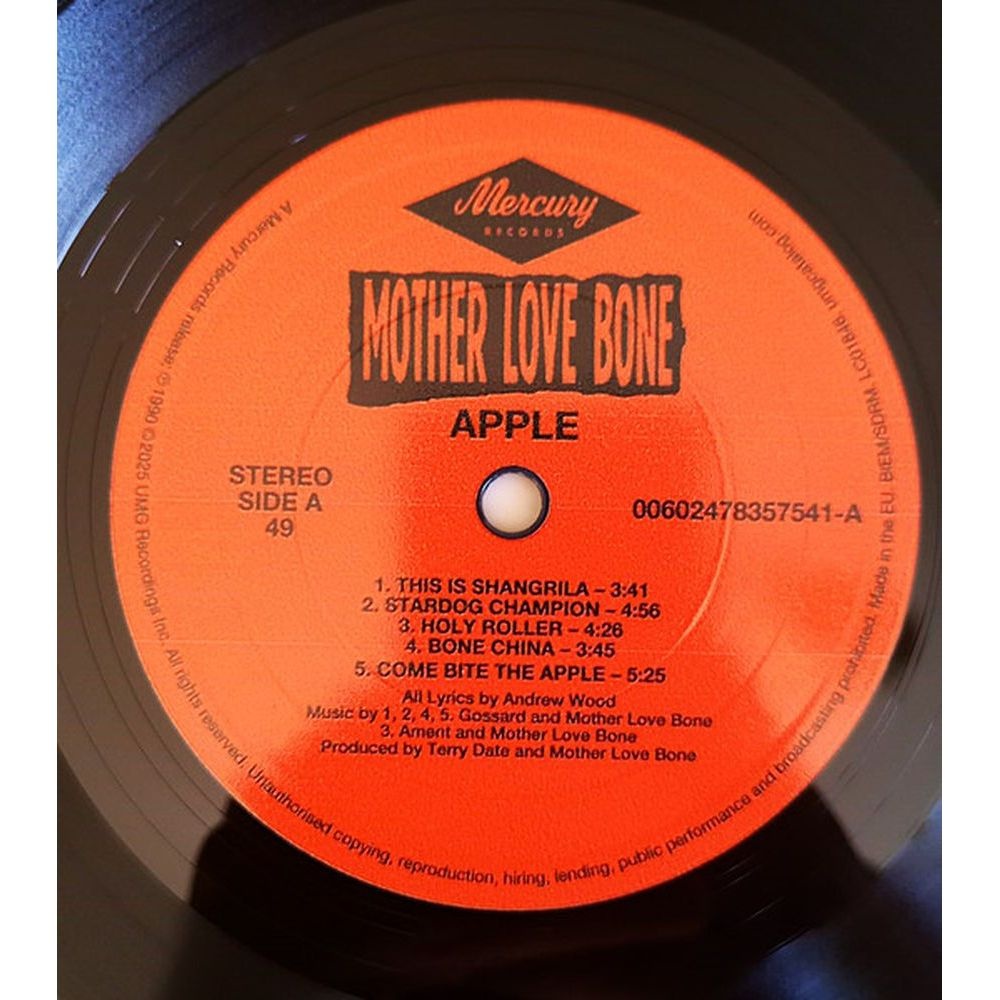 Mercury
RECORDS
MOTHER LOVE BONE
APPLE
STEREO
SIDE A
49
00602478357541-A
1. THIS IS SHANGRILA – 3:41
2. STARDOG CHAMPION – 4:56
3. HOLY ROLLER – 4:26
4. BONE CHINA – 3:45
5. COME BITE THE APPLE – 5:25
All Lyrics by Andrew Wood
Music by 1, 2, 4, 5. Gossard and Mother Love Bone
3. Ament and Mother Love Bone
Produced by Terry Date and Mother Love Bone
A Mercury Records release. ℗ 1990 © 2025 UMG Recordings Inc. All rights reserved. Unauthorised copying, reproduction, hiring, lending, public performance and broadcasting prohibited. Made in the EU. BIEM/SDRM. LC01846. umgcatalog.com